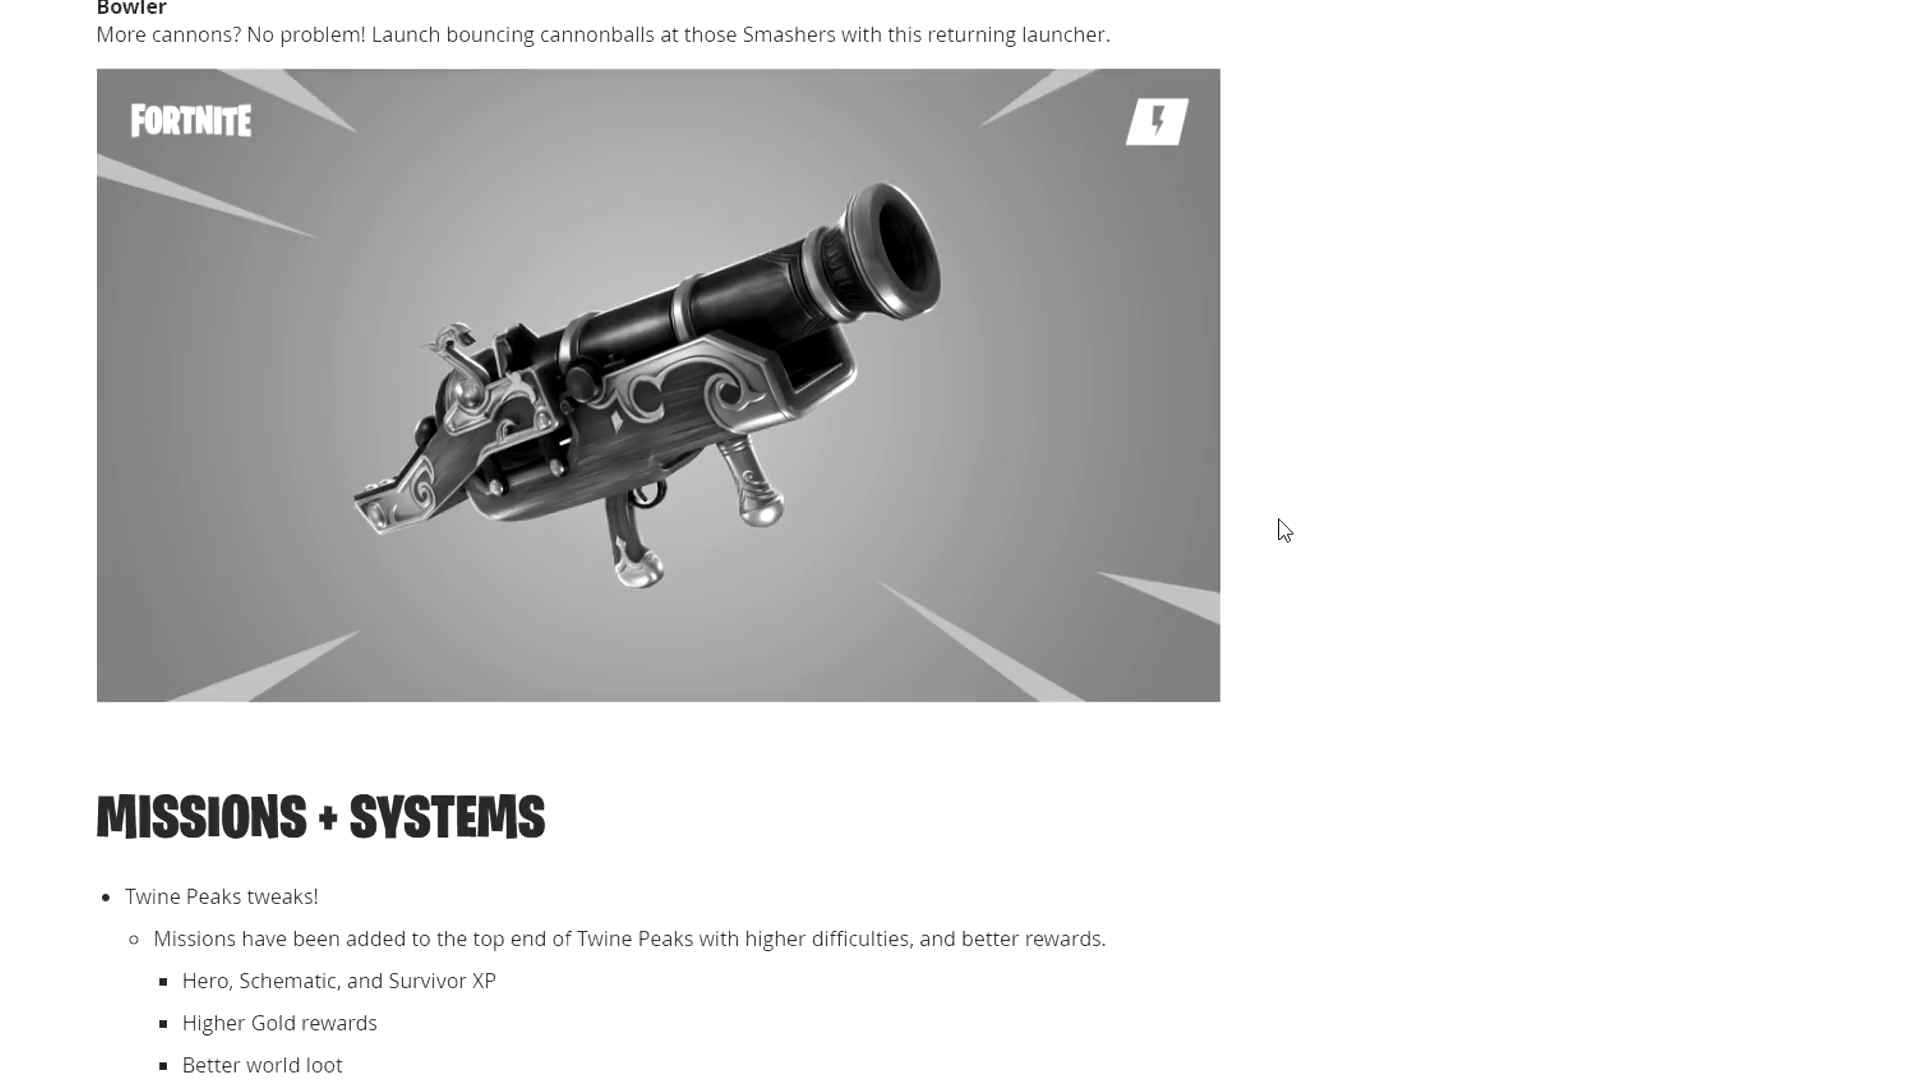 Bowler
More cannons? No problem! Launch bouncing cannonballs at those Smashers with this returning launcher.
FORTNITE
MISSIONS + SYSTEMS
Twine Peaks tweaks!
Missions have been added to the top end of Twine Peaks with higher difficulties, and better rewards.
Hero, Schematic, and Survivor XP
Higher Gold rewards
Better world loot